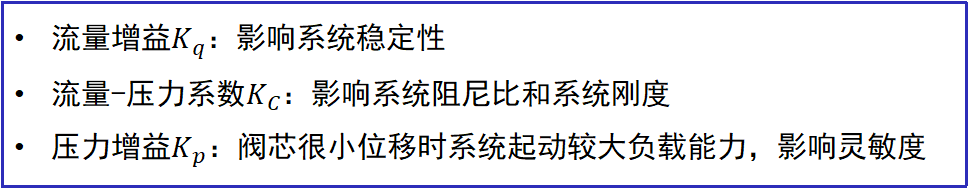 • 流量增益K_q：影响系统稳定性
• 流量-压力系数K_C：影响系统阻尼比和系统刚度
• 压力增益K_p：阀芯很小位移时系统起动较大负载能力，影响灵敏度